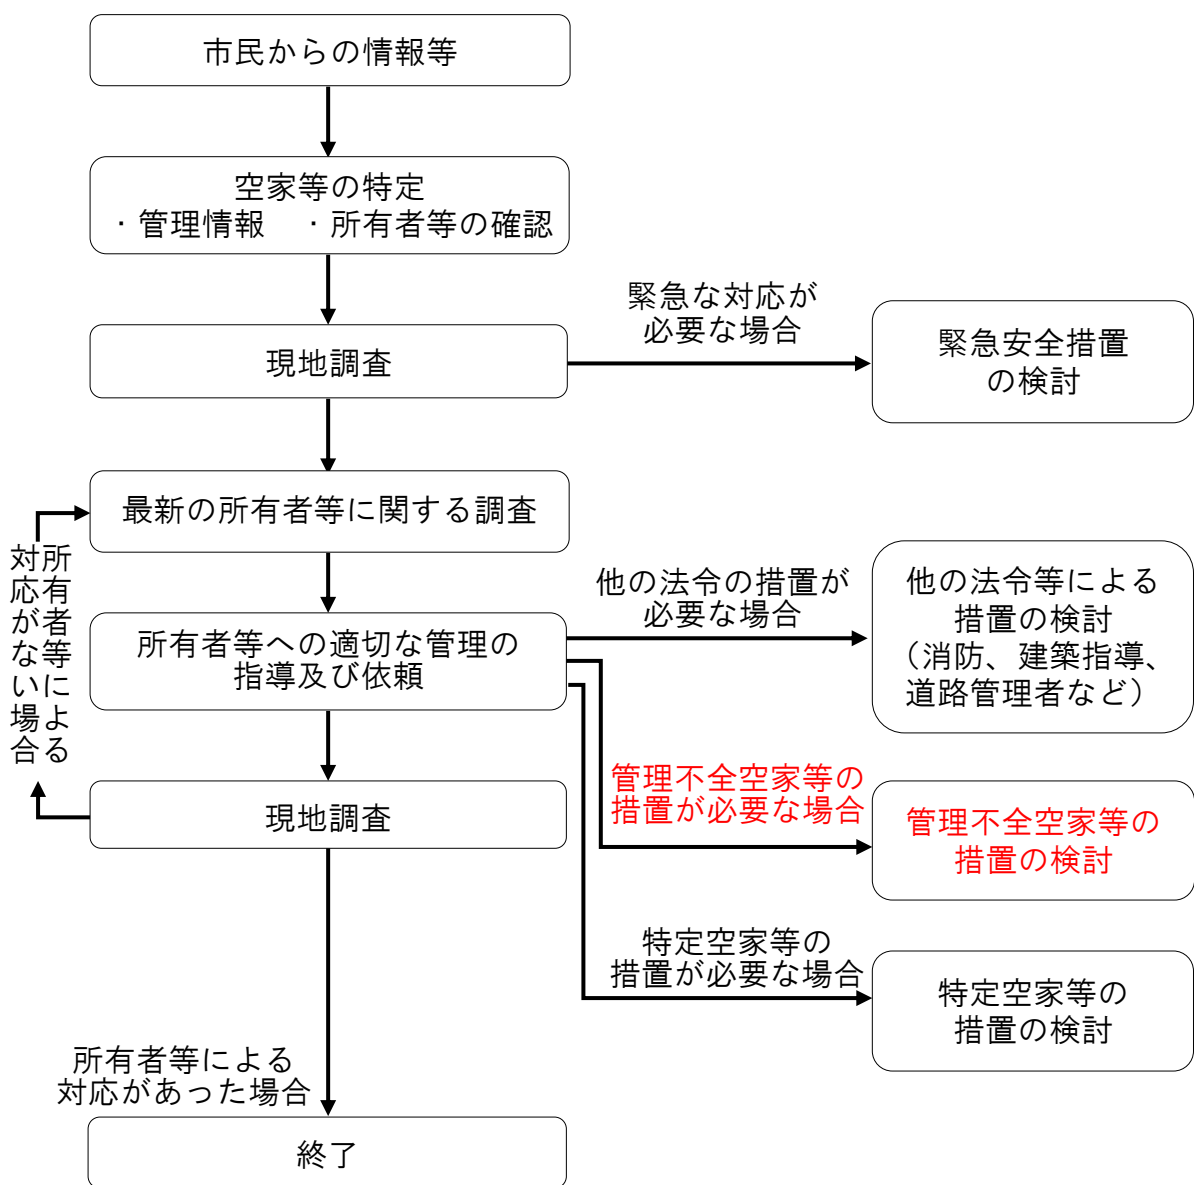 市民からの情報等
空家等の特定
・管理情報　・所有者等の確認
緊急な対応が
必要な場合
現地調査
緊急安全措置
の検討
最新の所有者等に関する調査
所有者等による
対応がない場合
他の法令の措置が
必要な場合
他の法令等による
措置の検討
（消防、建築指導、
道路管理者など）
所有者等への適切な管理の
指導及び依頼
管理不全空家等の
措置が必要な場合
管理不全空家等の
措置の検討
現地調査
特定空家等の
措置が必要な場合
特定空家等の
措置の検討
所有者等による
対応があった場合
終了